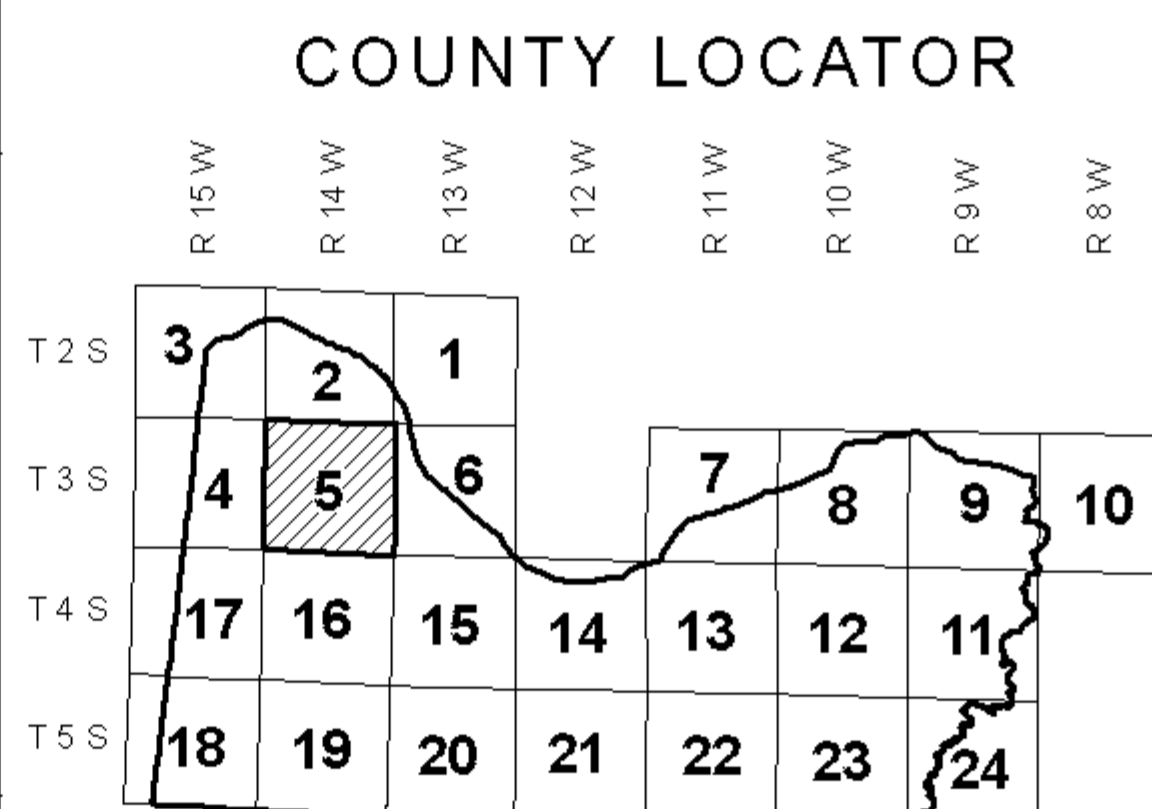 COUNTY LOCATOR
R 15 W R 14 W R 13 W R 12 W R 11 W R 10 W R 9 W R 8 W
T 2 S 3 2 1
T 3 S 4 5 6 7 8 9 10
T 4 S 17 16 15 14 13 12 11
T 5 S 18 19 20 21 22 23 24